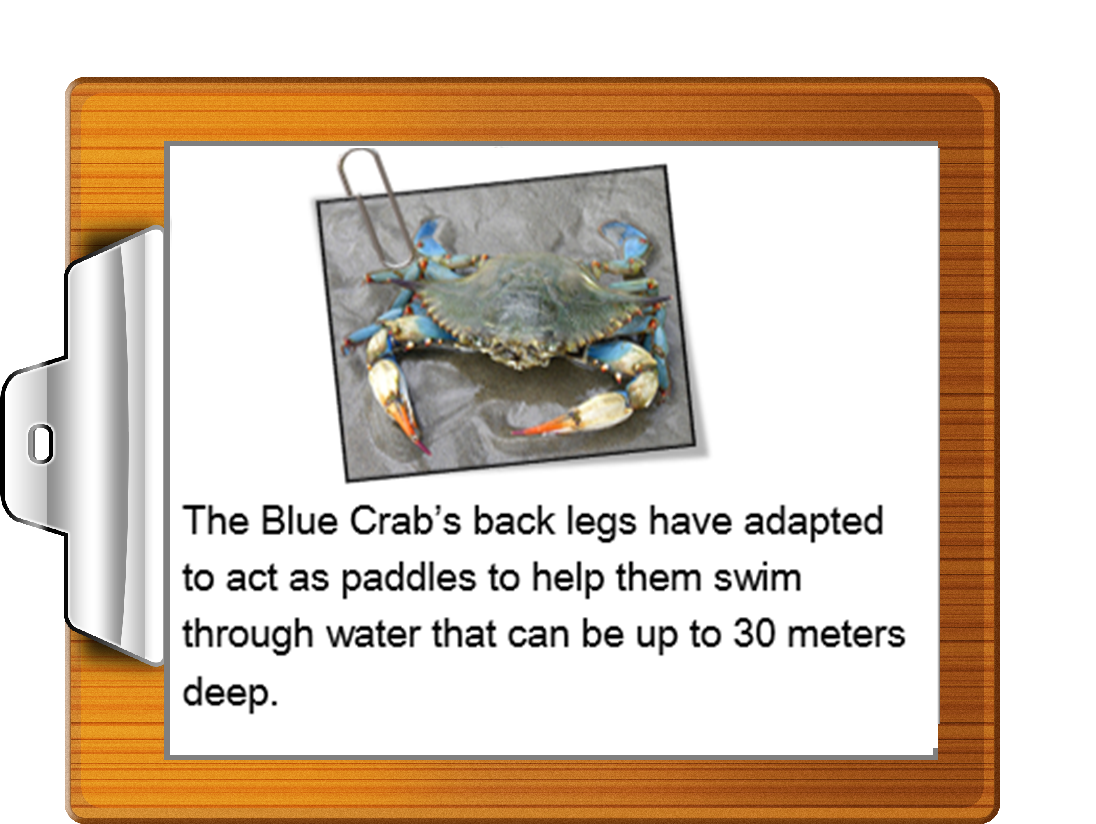 The Blue Crab’s back legs have adapted
to act as paddles to help them swim
through water that can be up to 30 meters
deep.